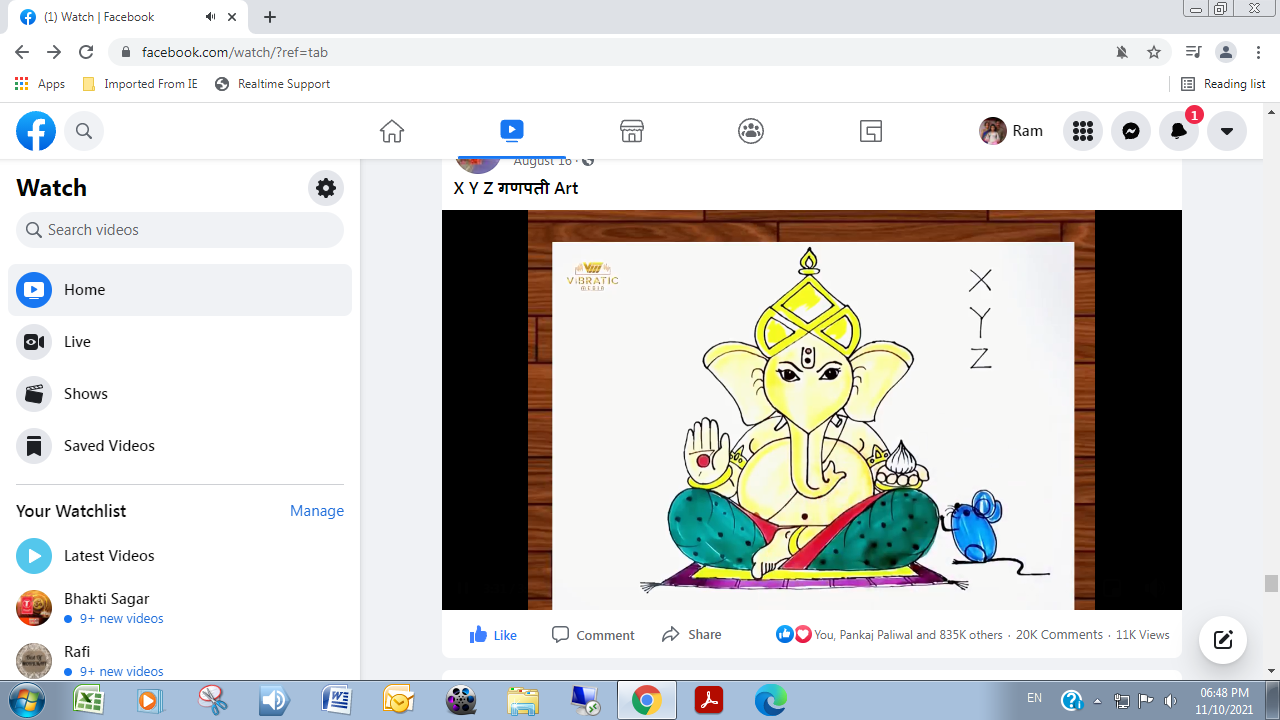 (1) Watch | Facebook
facebook.com/watch/?ref=tab
Apps
Imported From IE
Realtime Support
Reading list
1
Ram
Watch
Search videos
Home
Live
Shows
Saved Videos
Your Watchlist
Manage
Latest Videos
Bhakti Sagar
9+ new videos
Rafi
9+ new videos
August 16 ·
X Y Z गणपती Art
ViBRATIC
M.E.D.I.A
X
Y
Z
Like
Comment
Share
You, Pankaj Paliwal and 835K others · 20K Comments · 11K Views
EN
06:48 PM
11/10/2021